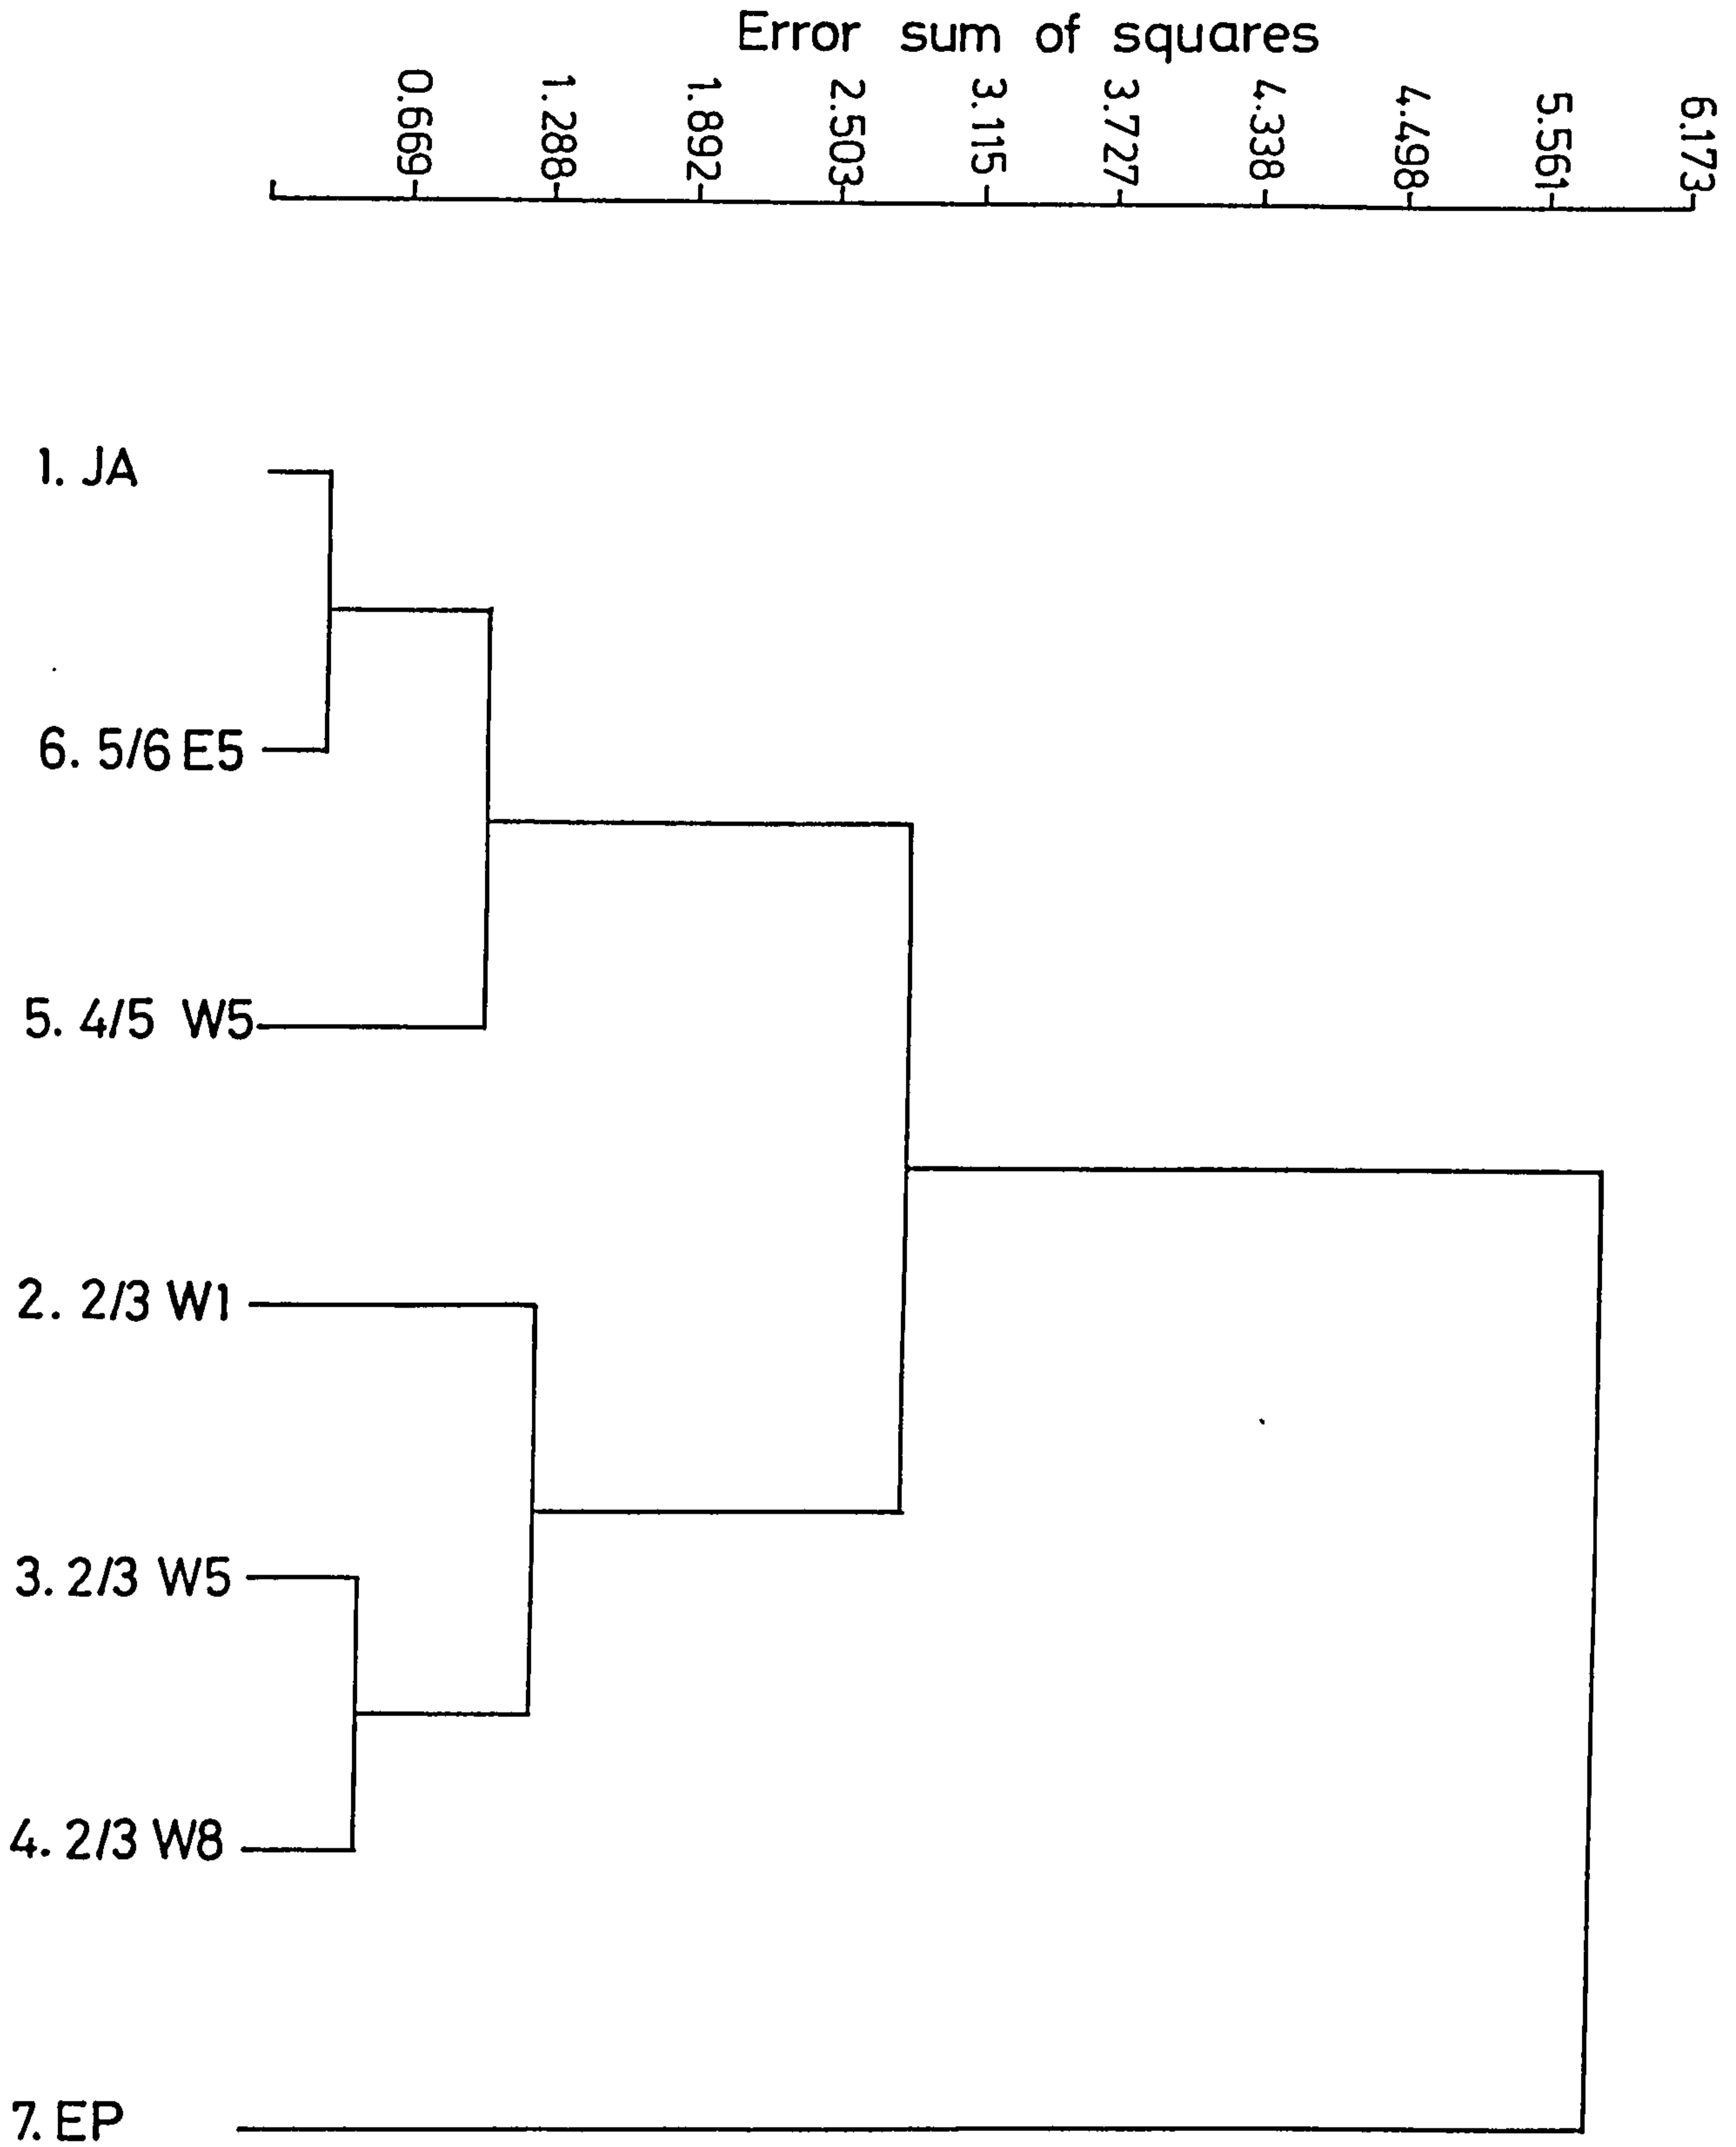 Error sum of squares
0.669
1.288
1.892
2.503
3.115
3.727
4.338
4.498
5.561
6.173
1. JA
6. 5/6 E5
5. 4/5 W5
2. 2/3 W1
3. 2/3 W5
4. 2/3 W8
7. EP